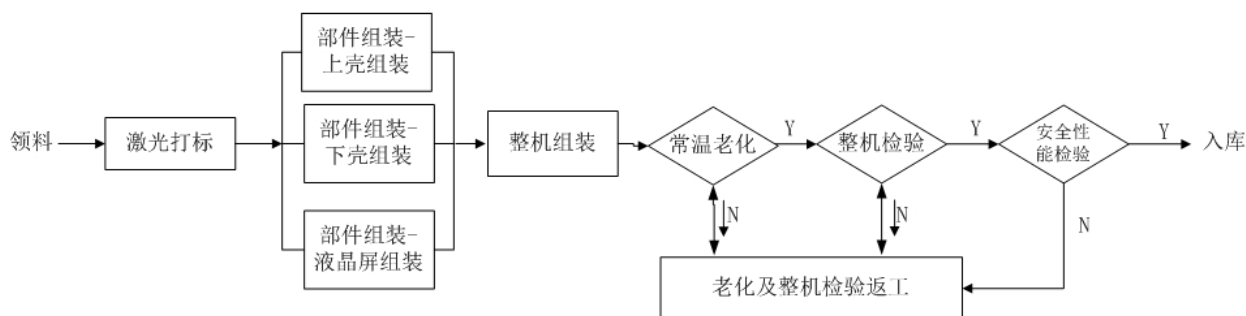 部件组装-
上壳组装
领料
激光打标
部件组装-
下壳组装
部件组装-
液晶屏组装
整机组装
常温老化
Y
整机检验
Y
安全性
能检验
Y
入库
N
N
N
老化及整机检验返工